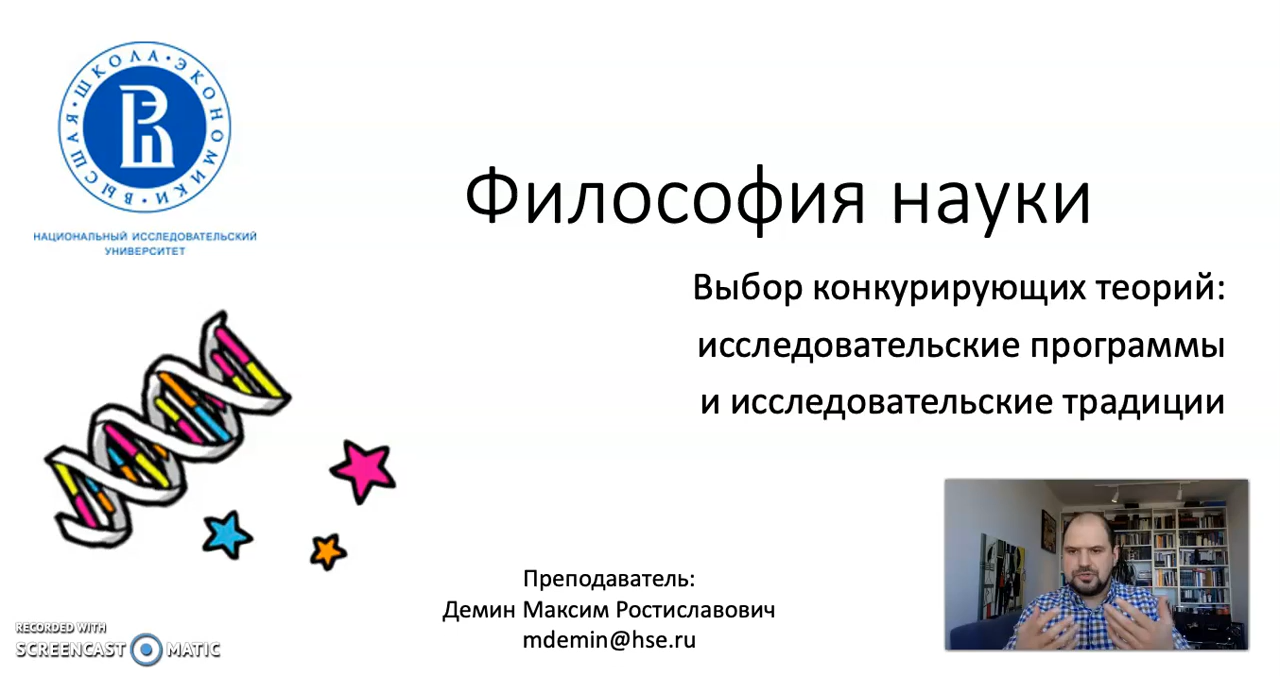 ВЫСШАЯ • ШКОЛА • ЭКОНОМИКИ •
НАЦИОНАЛЬНЫЙ ИССЛЕДОВАТЕЛЬСКИЙ
УНИВЕРСИТЕТ
Философия науки
Выбор конкурирующих теорий:
исследовательские программы
и исследовательские традиции
Преподаватель:
Демин Максим Ростиславович
mdemin@hse.ru
RECORDED WITH
SCREENCAST MATIC